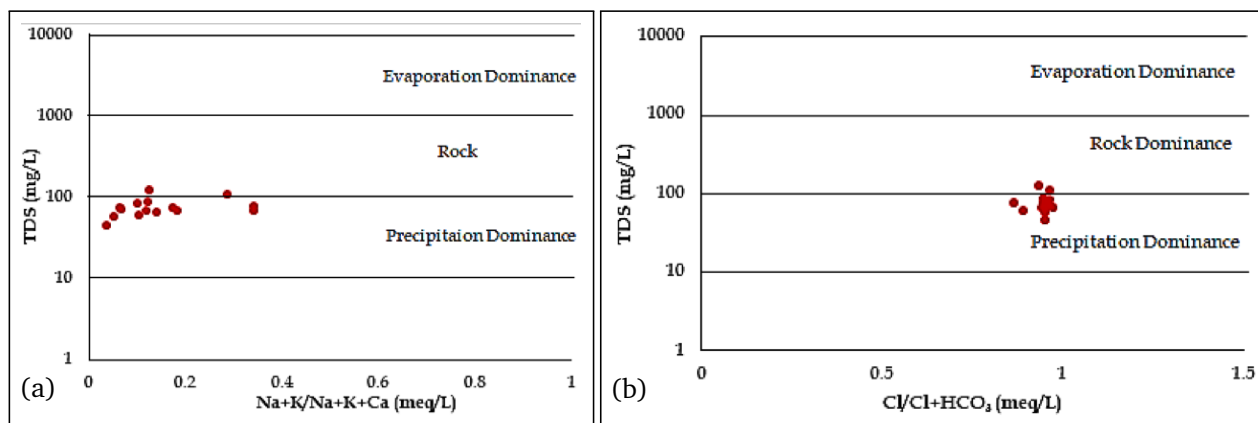 10000
1000
100
10
1
TDS (mg/L)
Evaporation Dominance
Rock
Precipitaion Dominance
0
0.2
0.4
0.6
0.8
1
Na+K/Na+K+Ca (meq/L)
(a)
10000
1000
100
10
1
TDS (mg/L)
Evaporation Dominance
Rock Dominance
Precipitation Dominance
0
0.5
1
1.5
Cl/Cl+HCO₃ (meq/L)
(b)